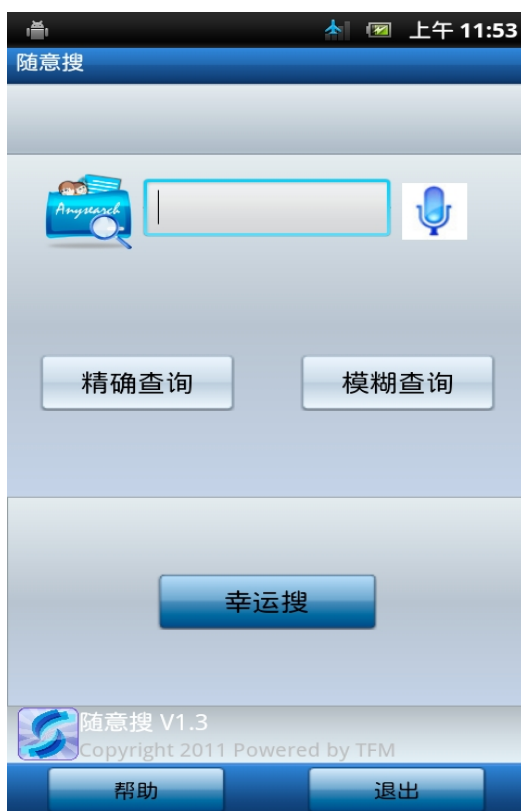 上午 11:53
随意搜
Anysearch
精确查询
模糊查询
幸运搜
随意搜 V1.3
Copyright 2011 Powered by TFM
帮助
退出